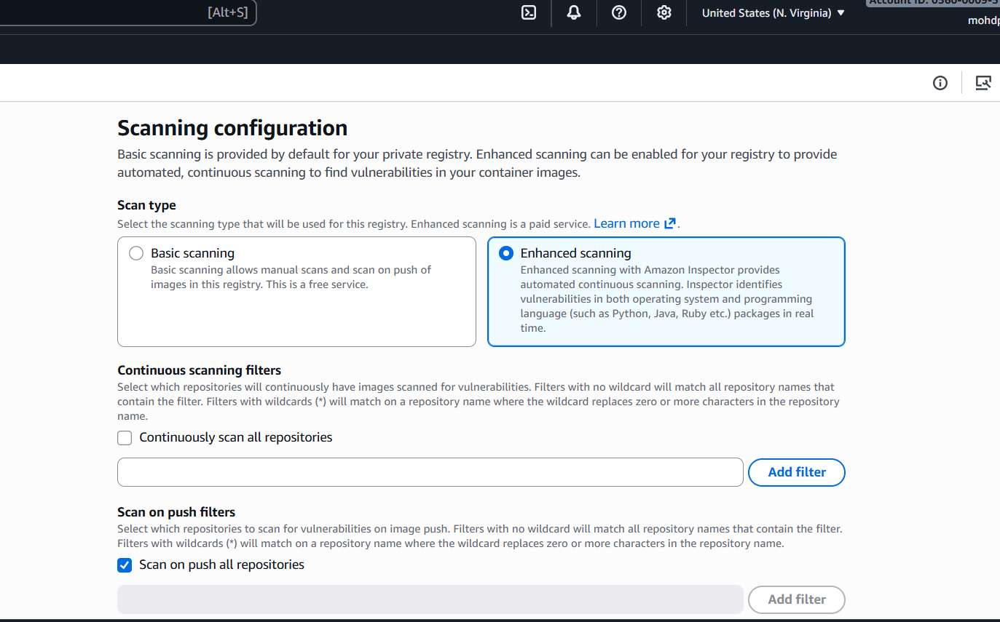 [Alt+S]
United States (N. Virginia)
Account ID: 0560-0009-5
mohdp
Scanning configuration
Basic scanning is provided by default for your private registry. Enhanced scanning can be enabled for your registry to provide
automated, continuous scanning to find vulnerabilities in your container images.
Scan type
Select the scanning type that will be used for this registry. Enhanced scanning is a paid service. Learn more .
Basic scanning
Basic scanning allows manual scans and scan on push of
images in this registry. This is a free service.
Enhanced scanning
Enhanced scanning with Amazon Inspector provides
automated continuous scanning. Inspector identifies
vulnerabilities in both operating system and programming
language (such as Python, Java, Ruby etc.) packages in real
time.
Continuous scanning filters
Select which repositories will continuously have images scanned for vulnerabilities. Filters with no wildcard will match all repository names that
contain the filter. Filters with wildcards (*) will match on a repository name where the wildcard replaces zero or more characters in the repository
name.
Continuously scan all repositories
Add filter
Scan on push filters
Select which repositories to scan for vulnerabilities on image push. Filters with no wildcard will match all repository names that contain the filter.
Filters with wildcards (*) will match on a repository name where the wildcard replaces zero or more characters in the repository name.
Scan on push all repositories
Add filter